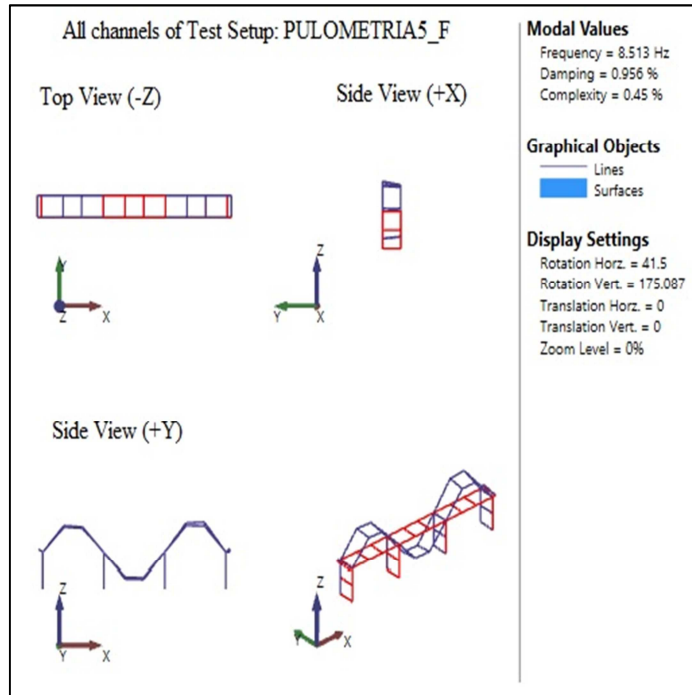 All channels of Test Setup: PULOMETRIA5_F
Top View (-Z)
Side View (+X)
Y
Z
X
Z
Y
X
Side View (+Y)
Z
Y
X
Z
Y
X
Modal Values
Frequency = 8.513 Hz
Damping = 0.956 %
Complexity = 0.45 %
Graphical Objects
Lines
Surfaces
Display Settings
Rotation Horz. = 41.5
Rotation Vert. = 175.087
Translation Horz. = 0
Translation Vert. = 0
Zoom Level = 0%